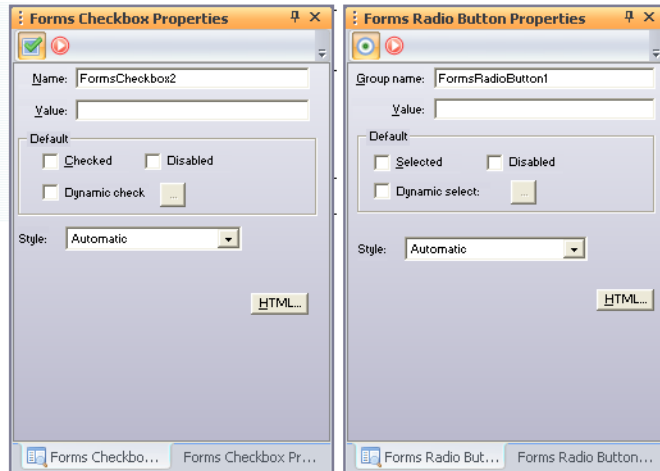 Forms Checkbox Properties
Name: FormsCheckbox2
Value:
Default
Checked Disabled
Dynamic check ...
Style: Automatic
HTML...
Forms Checkbo... Forms Checkbox Pr...
Forms Radio Button Properties
Group name: FormsRadioButton1
Value:
Default
Selected Disabled
Dynamic select: ...
Style: Automatic
HTML...
Forms Radio But... Forms Radio Button...